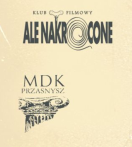 KLUB FILMOWY
ALE NAKRĘCONE
MDK
PRZASNYSZ